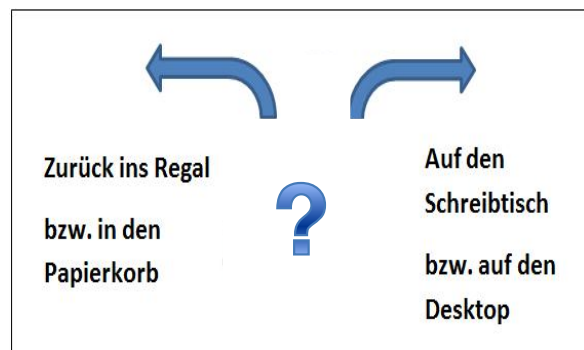 Zurück ins Regal
bzw. in den
Papierkorb
?
Auf den
Schreibtisch
bzw. auf den
Desktop